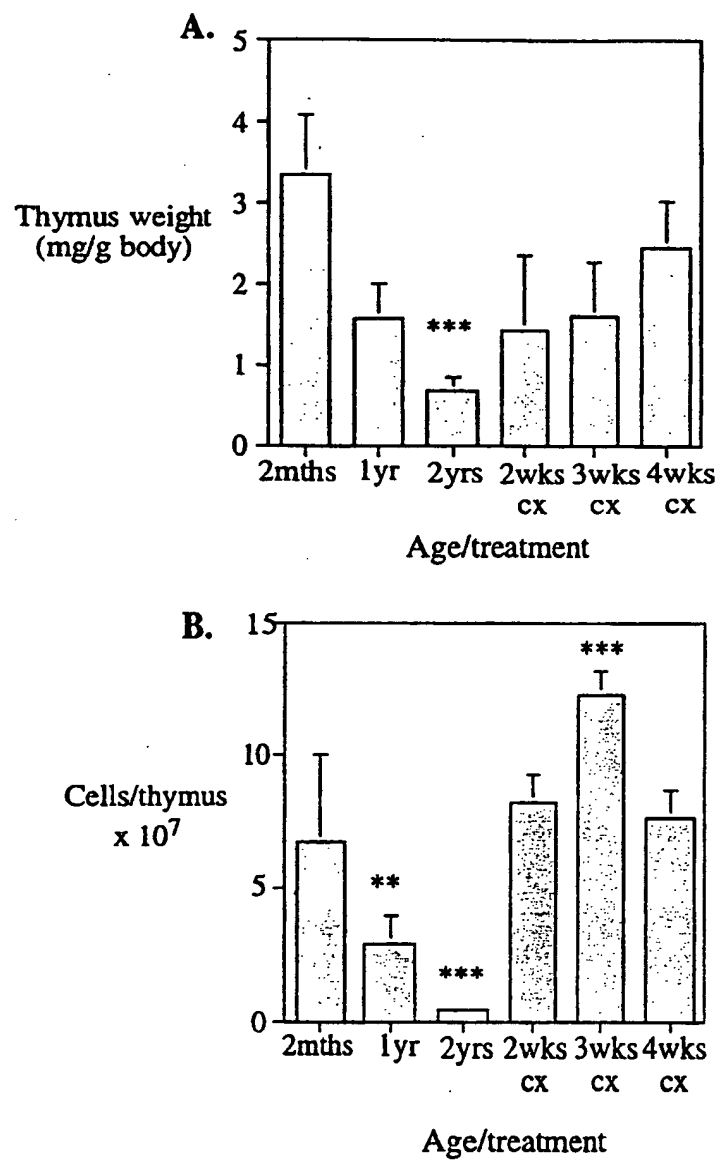 A.
5
4
3
2
1
0
Thymus weight
(mg/g body)
***
2mths 1yr 2yrs 2wks 3wks 4wks
cx cx cx
Age/treatment
B.
15
10
5
0
Cells/thymus
x 10⁷
**
***
***
2mths 1yr 2yrs 2wks 3wks 4wks
cx cx cx
Age/treatment